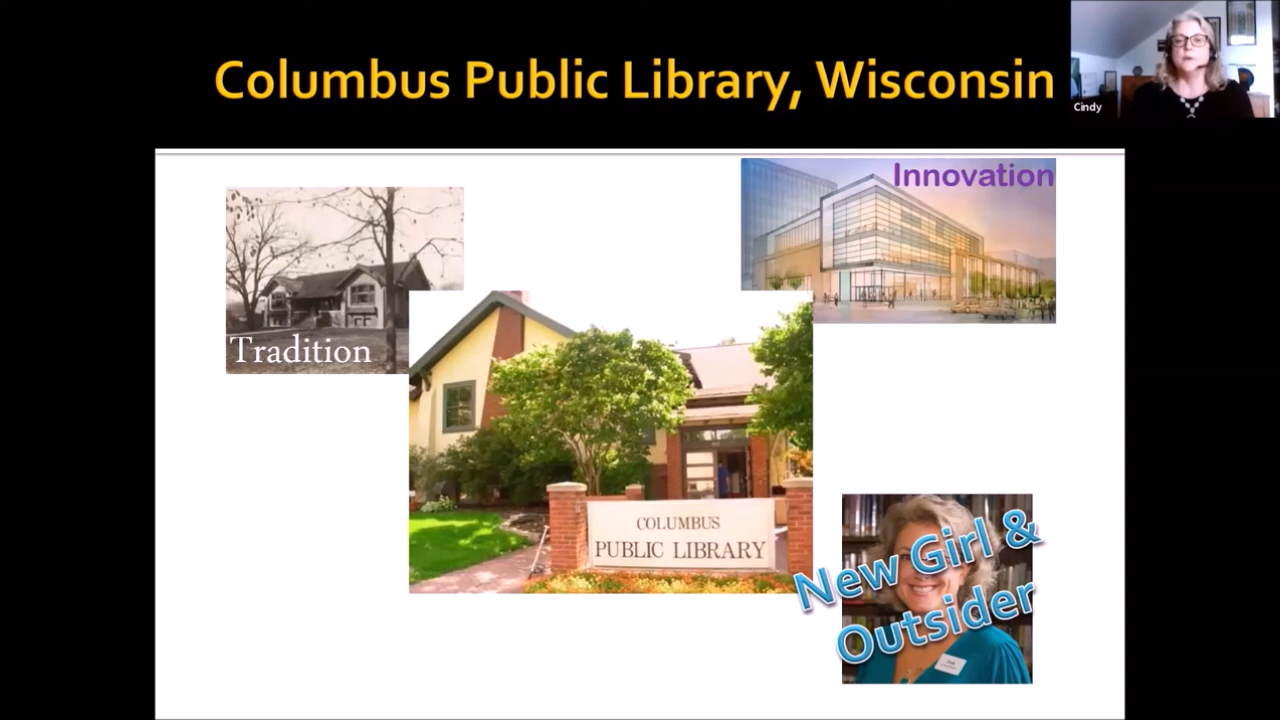 Columbus Public Library, Wisconsin
Cindy
Innovation
Tradition
COLUMBUS
PUBLIC LIBRARY
New Girl &
Outsider